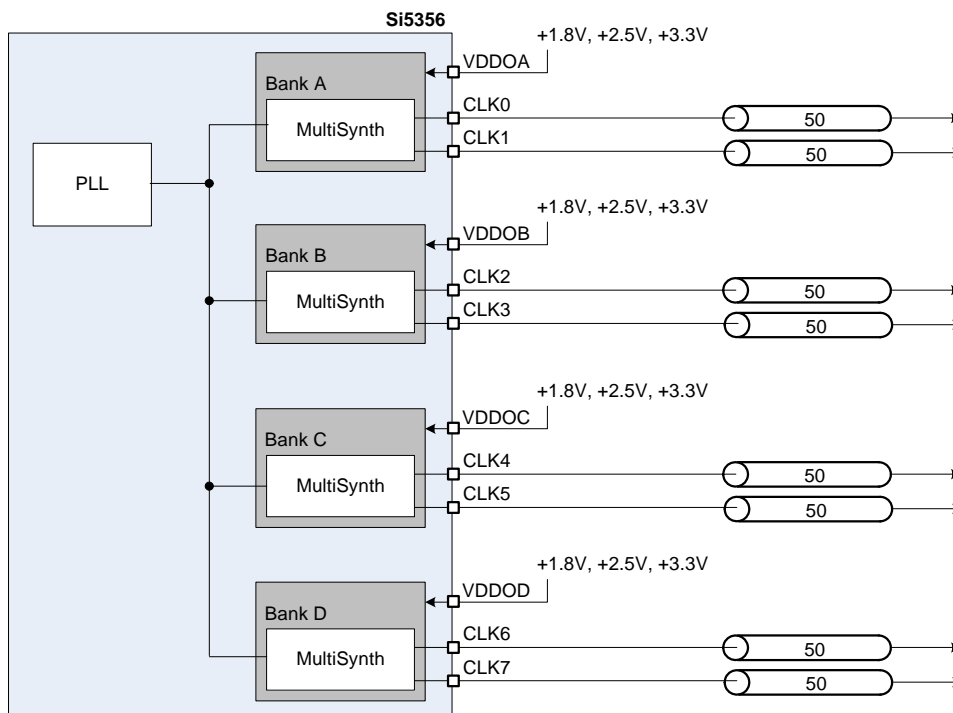 Si5356
+1.8V, +2.5V, +3.3V
VDDOA
Bank A
CLK0
MultiSynth
50
CLK1
50
PLL
+1.8V, +2.5V, +3.3V
VDDOB
Bank B
CLK2
MultiSynth
50
CLK3
50
+1.8V, +2.5V, +3.3V
VDDOC
Bank C
CLK4
MultiSynth
50
CLK5
50
+1.8V, +2.5V, +3.3V
VDDOD
Bank D
CLK6
MultiSynth
50
CLK7
50